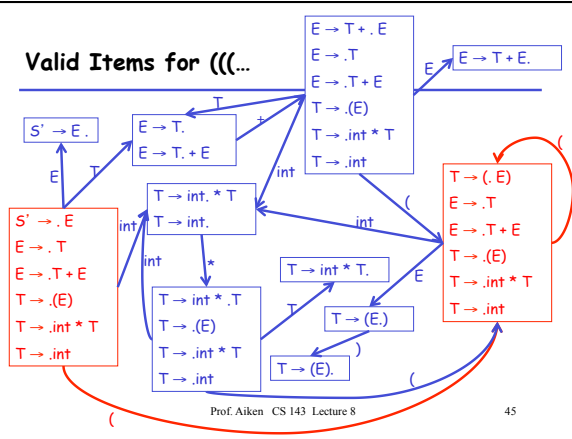 Valid Items for (((…
E → T + . E
E → .T
E → .T + E
T → .(E)
T → .int * T
T → .int
E
E → T + E.
T
S’ → E .
E → T.
E → T. + E
+
E
T
int
(
T → int. * T
T → int.
int
T → (. E)
E → .T
E → .T + E
T → .(E)
T → .int * T
T → .int
(
S’ → . E
E → . T
E → .T + E
T → .(E)
T → .int * T
T → .int
int
int
*
T → int * .T
T → .(E)
T → .int * T
T → .int
T
T → int * T.
E
T → (E.)
)
T → (E).
(
(
Prof. Aiken CS 143 Lecture 8
45